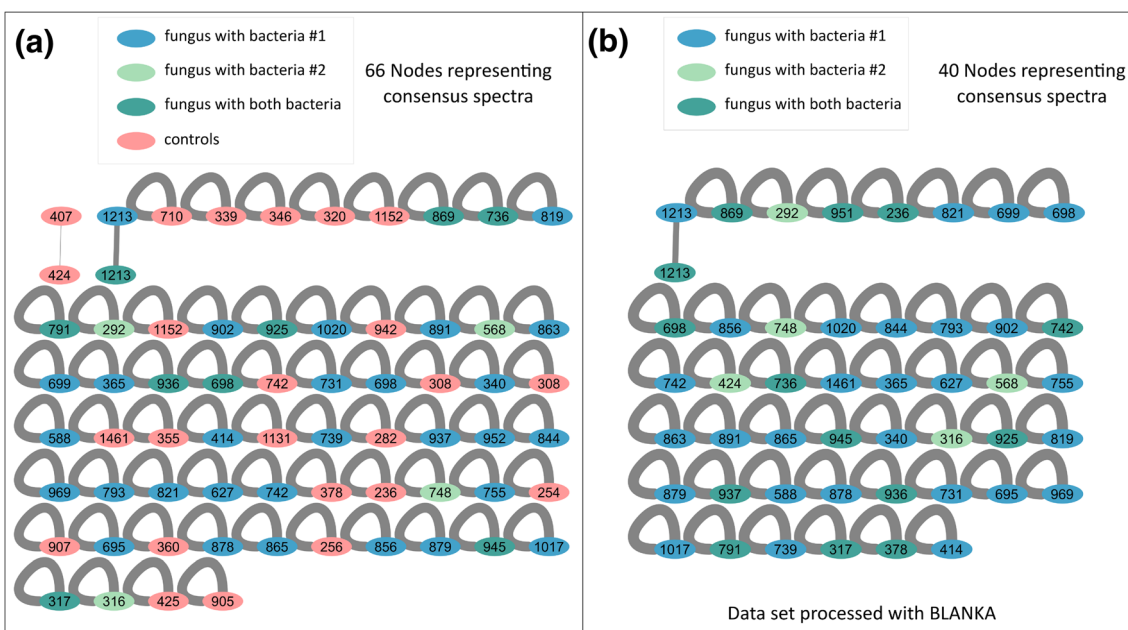 (a)
fungus with bacteria #1
fungus with bacteria #2
fungus with both bacteria
controls
66 Nodes representing
consensus spectra
407 1213 710 339 346 320 1152 869 736 819
424 1213
791 292 1152 902 925 1020 942 891 568 863
699 365 936 698 742 731 698 308 340 308
588 1461 355 414 1131 739 282 937 952 844
969 793 821 627 742 378 236 748 755 254
907 695 360 878 865 256 856 879 945 1017
317 316 425 905
(b)
fungus with bacteria #1
fungus with bacteria #2
fungus with both bacteria
40 Nodes representing
consensus spectra
1213 869 292 951 236 821 699 698
1213
698 856 748 1020 844 793 902 742
742 424 736 1461 365 627 568 755
863 891 865 945 340 316 925 819
879 937 588 878 936 731 695 969
1017 791 739 317 378 414
Data set processed with BLANKA